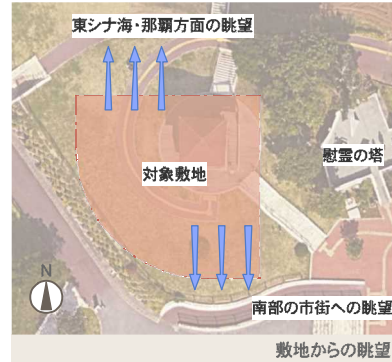 東シナ海・那覇方面の眺望
慰霊の塔
対象敷地
N
南部の市街への眺望
敷地からの眺望